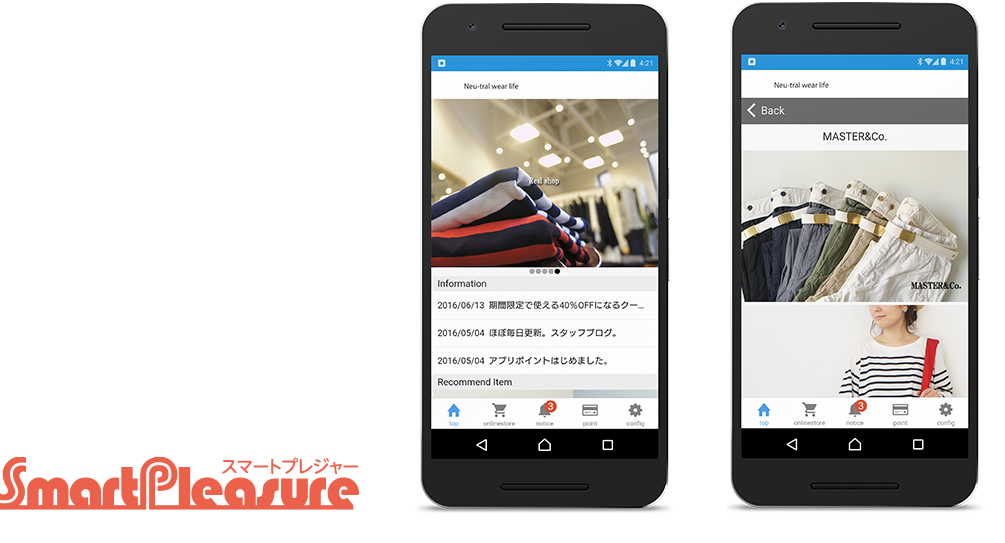 4:21
Neu-tral wear life
Real shop
Information
2016/06/13 期間限定で使える40%OFFになるクー...
2016/05/04 ほぼ毎日更新。スタッフブログ。
2016/05/04 アプリポイントはじめました。
Recommend Item
3
top
onlinestore
notice
point
config
4:21
Neu-tral wear life
Back
MASTER&Co.
MASTER&Co.
3
top
onlinestore
notice
point
config
スマートプレジャー
SmartPleasure